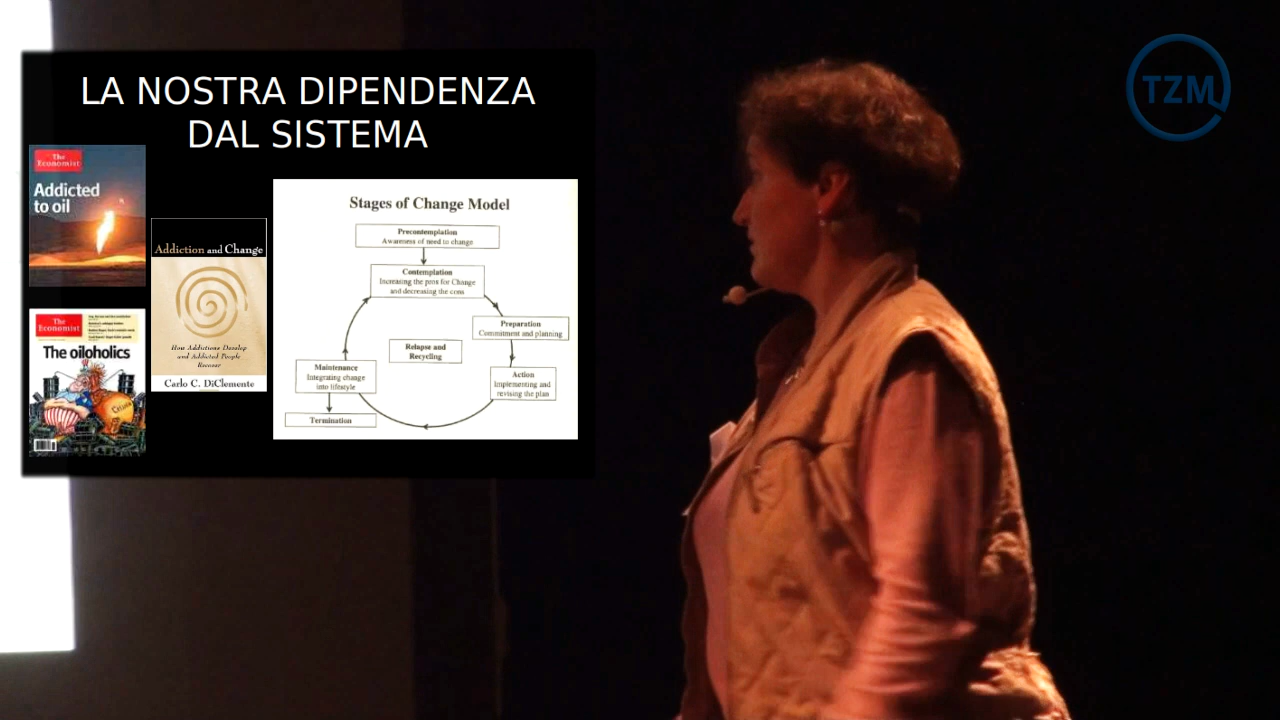 LA NOSTRA DIPENDENZA
DAL SISTEMA
The
Economist
Addicted
to oil
Addiction and Change
How Addictions Develop
and Addicted People
Recover
Carlo C. DiClemente
The
Economist
The oiloholics
Stages of Change Model
Precontemplation
Awareness of need to change
Contemplation
Increasing the pros for Change
and decreasing the cons
Preparation
Commitment and planning
Relapse and
Recycling
Action
Implementing and
revising the plan
Maintenance
Integrating change
into lifestyle
Termination
TZM